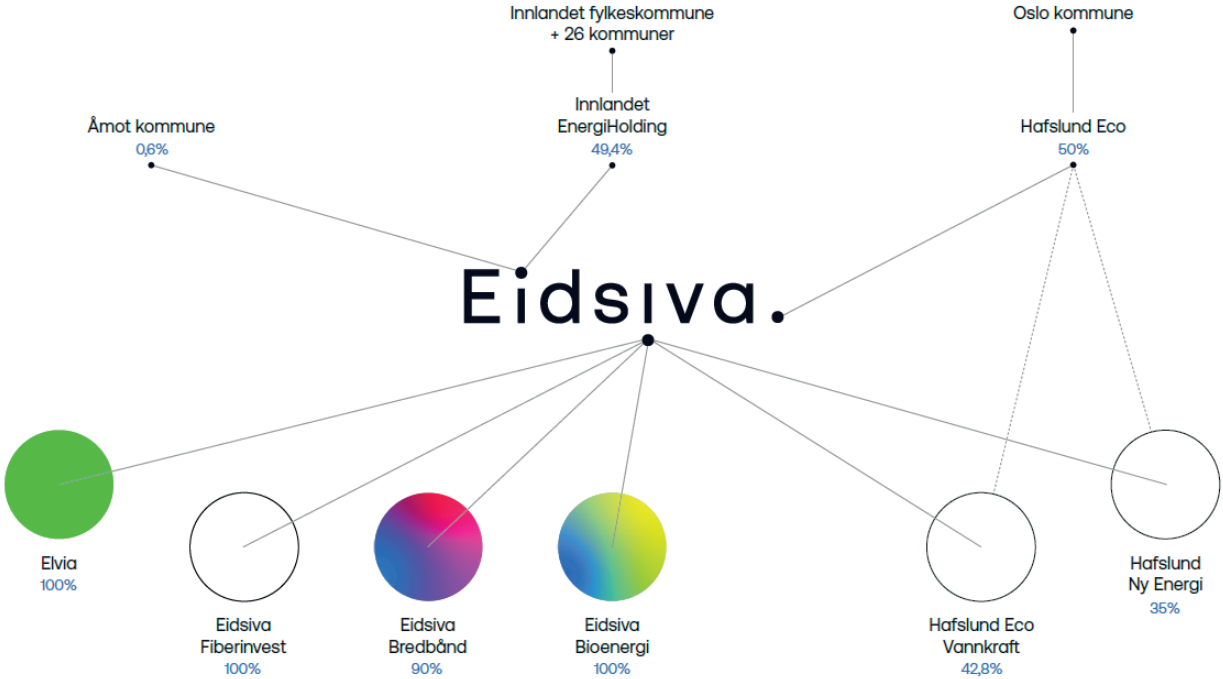 Innlandet fylkeskommune
+ 26 kommuner
Oslo kommune
Åmot kommune
0,6%
Innlandet
EnergiHolding
49,4%
Hafslund Eco
50%
Eidsiva.
Elvia
100%
Eidsiva
Fiberinvest
100%
Eidsiva
Bredbånd
90%
Eidsiva
Bioenergi
100%
Hafslund Eco
Vannkraft
42,8%
Hafslund
Ny Energi
35%